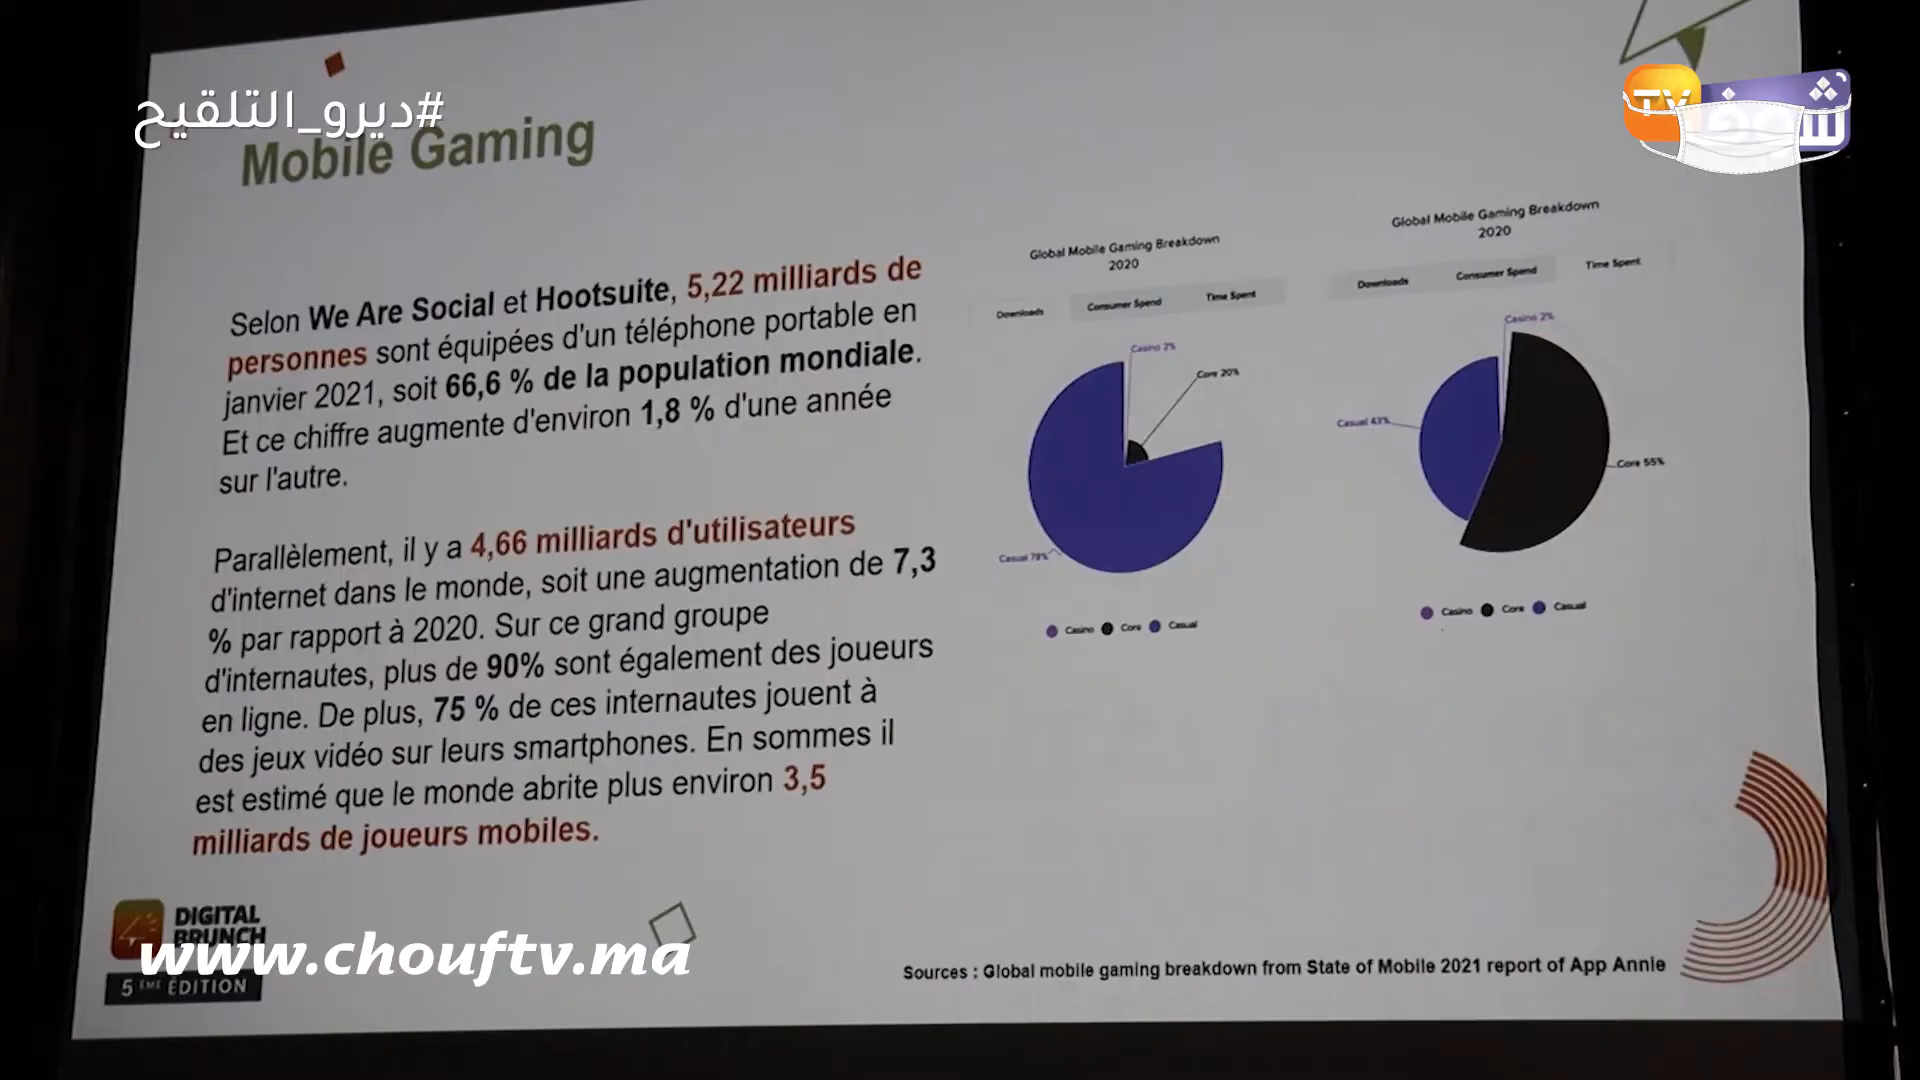 #ديرو_التلقيح
Mobile Gaming
TV شوف
Selon We Are Social et Hootsuite, 5,22 milliards de
personnes sont équipées d'un téléphone portable en
janvier 2021, soit 66,6 % de la population mondiale.
Et ce chiffre augmente d'environ 1,8 % d'une année
sur l'autre.
Parallèlement, il y a 4,66 milliards d'utilisateurs
d'internet dans le monde, soit une augmentation de 7,3
% par rapport à 2020. Sur ce grand groupe
d'internautes, plus de 90% sont également des joueurs
en ligne. De plus, 75 % de ces internautes jouent à
des jeux vidéo sur leurs smartphones. En sommes il
est estimé que le monde abrite plus environ 3,5
milliards de joueurs mobiles.
Global Mobile Gaming Breakdown
2020
Downloads Consumer Spend Time Spent
Casino 2%
Core 20%
Casual 78%
Casino Core Casual
Global Mobile Gaming Breakdown
2020
Downloads Consumer Spend Time Spent
Casino 2%
Casual 43%
Core 55%
Casino Core Casual
DIGITAL
BRUNCH
5ÈME ÉDITION
www.chouftv.ma
Sources : Global mobile gaming breakdown from State of Mobile 2021 report of App Annie